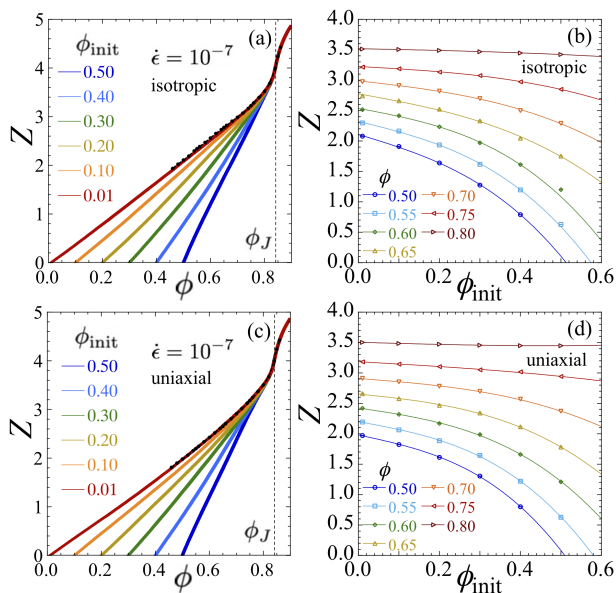 5
4
3
2
1
0
Z
ϕ_init
0.50
0.40
0.30
0.20
0.10
0.01
ϵ̇ = 10⁻⁷
isotropic
(a)
ϕ_J
0.0 0.2 0.4 0.6 0.8
ϕ
4.0
3.5
3.0
2.5
2.0
1.5
1.0
0.5
0.0
Z
(b)
isotropic
ϕ
0.50 0.70
0.55 0.75
0.60 0.80
0.65
0.0 0.2 0.4 0.6
ϕ_init
5
4
3
2
1
0
Z
ϕ_init
0.50
0.40
0.30
0.20
0.10
0.01
ϵ̇ = 10⁻⁷
uniaxial
(c)
ϕ_J
0.0 0.2 0.4 0.6 0.8
ϕ
4.0
3.5
3.0
2.5
2.0
1.5
1.0
0.5
0.0
Z
(d)
uniaxial
ϕ
0.50 0.70
0.55 0.75
0.60 0.80
0.65
0.0 0.2 0.4 0.6
ϕ_init